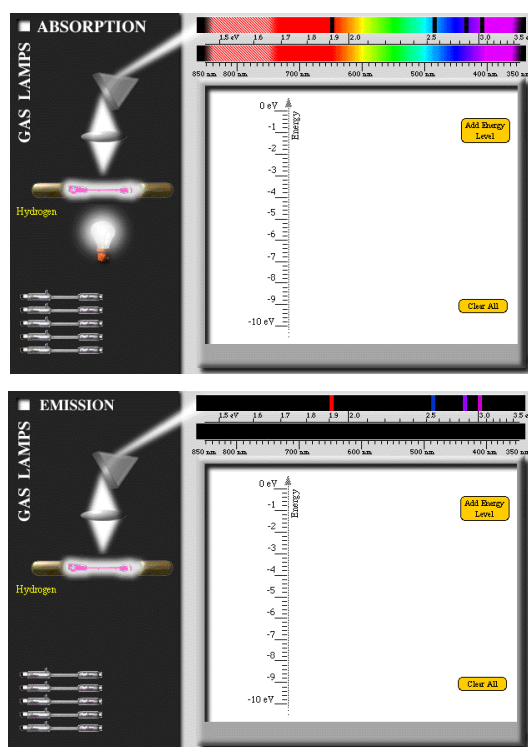 ABSORPTION
GAS LAMPS
1.5 eV 1.6 1.7 1.8 1.9 2.0 2.5 3.0 3.5 e
850 nm 800 nm 700 nm 600 nm 500 nm 400 nm 350 nm
Hydrogen
0 eV
Energy
-1
-2
-3
-4
-5
-6
-7
-8
-9
-10 eV
Add Energy
Level
Clear All
EMISSION
GAS LAMPS
1.5 eV 1.6 1.7 1.8 1.9 2.0 2.5 3.0 3.5 e
850 nm 800 nm 700 nm 600 nm 500 nm 400 nm 350 nm
Hydrogen
0 eV
Energy
-1
-2
-3
-4
-5
-6
-7
-8
-9
-10 eV
Add Energy
Level
Clear All